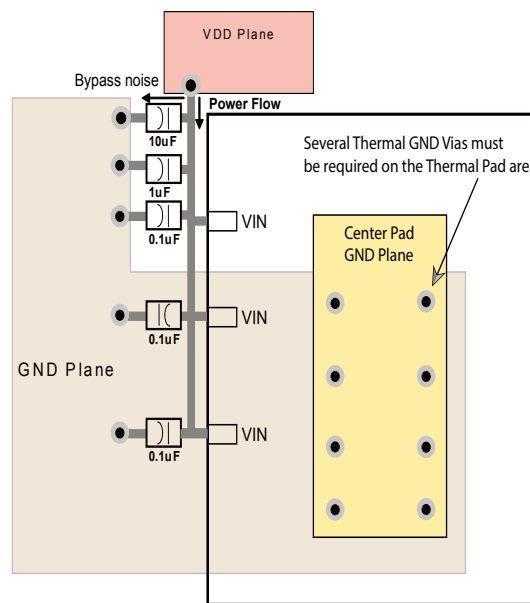 VDD Plane
Bypass noise
Power Flow
10uF
Several Thermal GND Vias must
be required on the Thermal Pad are
1uF
0.1uF
VIN
Center Pad
GND Plane
VIN
0.1uF
GND Plane
VIN
0.1uF